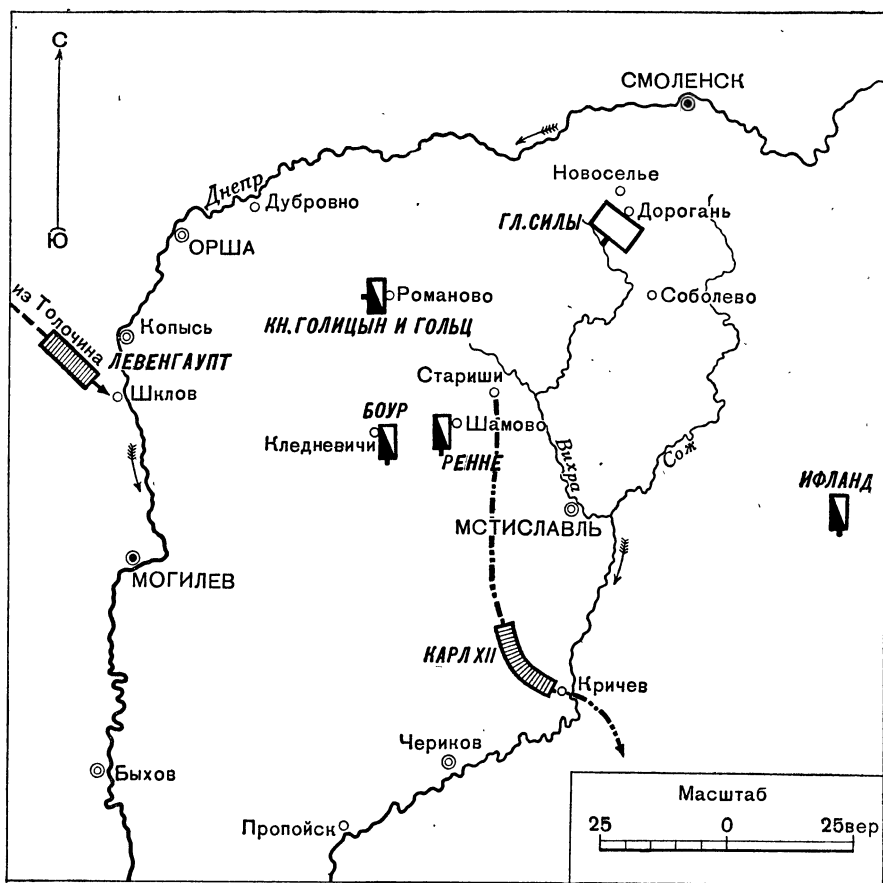 С
СМОЛЕНСК
Новоселье
Днепр
Дубровно
ГЛ. СИЛЫ
Дорогань
Ю
ОРША
из Толочина
Романово
Соболево
КН. ГОЛИЦЫН И ГОЛЬЦ
Копысь
ЛЕВЕНГАУПТ
Стариши
Шклов
БОУР
Шамово
Кледневичи
РЕННЕ
Вихра
Сож
ИФЛАНД
МСТИСЛАВЛЬ
МОГИЛЕВ
КАРЛ XII
Кричев
Чериков
Быхов
Пропойск
Масштаб
25 0 25вер